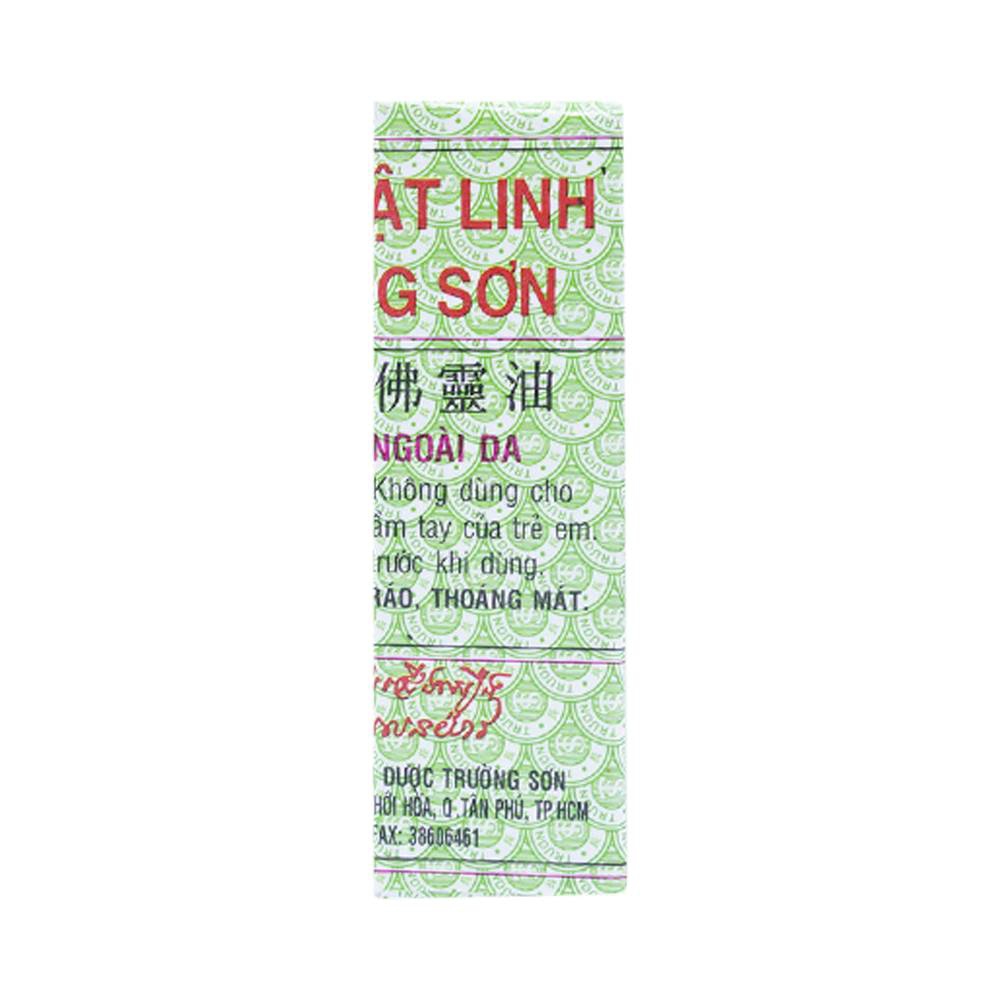 ẬT LINH
G SƠN
佛靈油
NGOÀI DA
Không dùng cho
ầm tay của trẻ em.
rước khi dùng.
RÁO, THOÁNG MÁT.
DƯỢC TRƯỜNG SƠN
HỚI HÒA, Q.TÂN PHÚ, TP.HCM
FAX: 38606461